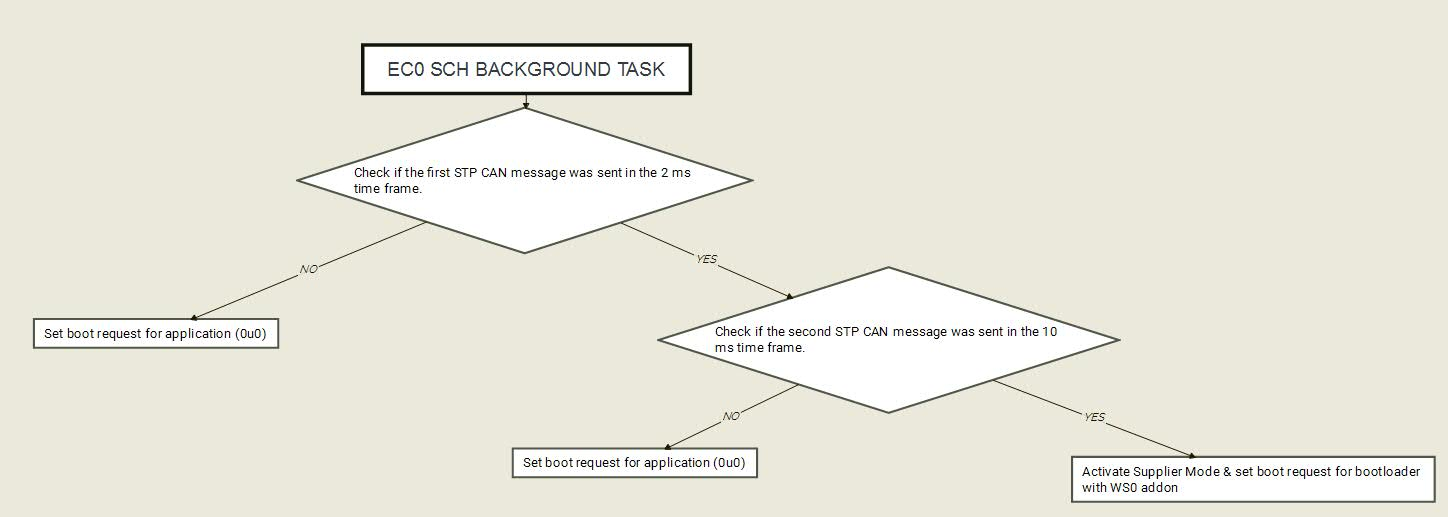 EC0 SCH BACKGROUND TASK
Check if the first STP CAN message was sent in the 2 ms
time frame.
NO
YES
Set boot request for application (0u0)
Check if the second STP CAN message was sent in the 10
ms time frame.
NO
YES
Set boot request for application (0u0)
Activate Supplier Mode & set boot request for bootloader
with WS0 addon